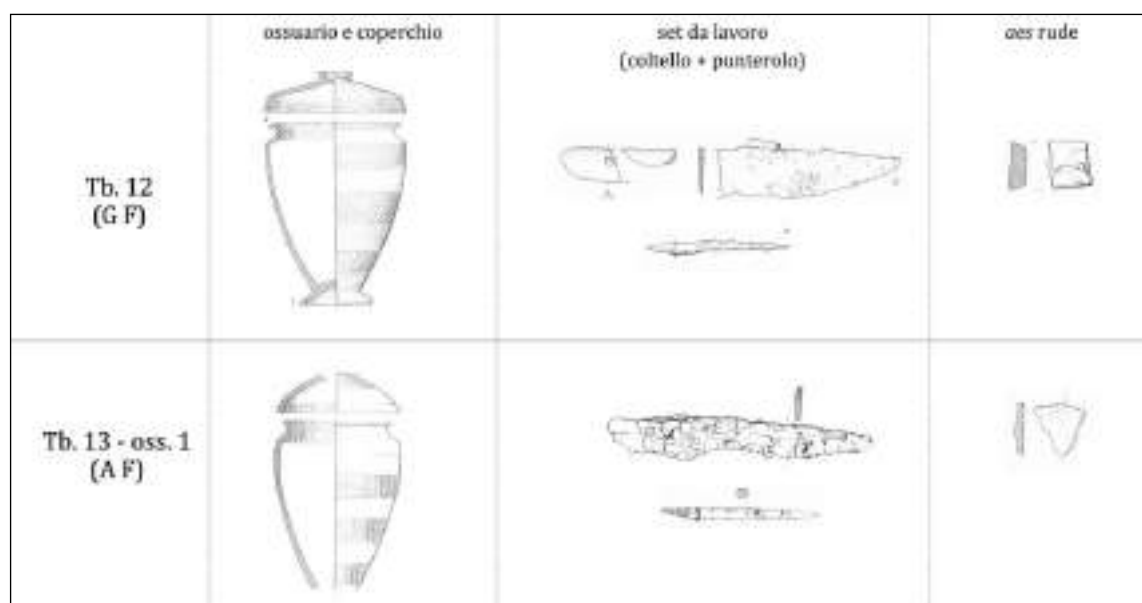 ossuario e coperchio
set da lavoro
(coltello + punterolo)
aes rude
Tb. 12
(G F)
Tb. 13 - oss. 1
(A F)